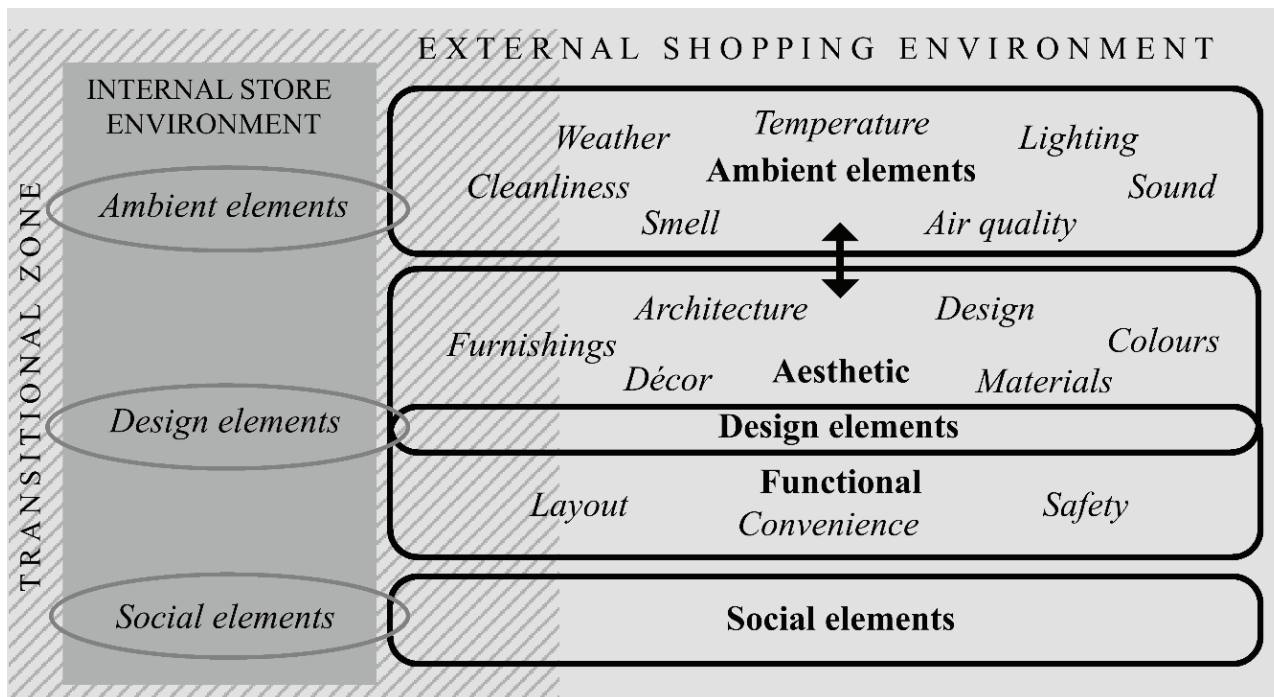 EXTERNAL SHOPPING ENVIRONMENT
TRANSITIONAL ZONE
INTERNAL STORE
ENVIRONMENT
Ambient elements
Design elements
Social elements
Weather Temperature Lighting
Cleanliness Ambient elements Sound
Smell Air quality
Architecture Design
Furnishings Colours
Décor Aesthetic Materials
Design elements
Functional
Layout Convenience Safety
Social elements